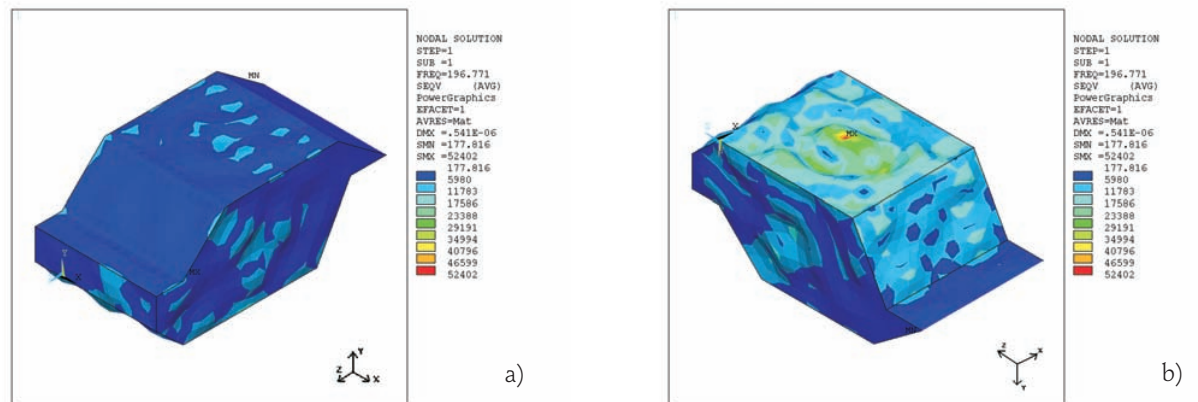 1
NODAL SOLUTION
STEP=1
SUB =1
FREQ=196.771
SEQV (AVG)
PowerGraphics
EFACET=1
AVRES=Mat
DMX =.541E-06
SMN =177.816
SMX =52402
177.816
5980
11783
17586
23388
29191
34994
40796
46599
52402
MN
MX
Y
X
Y
Z
X
a)
1
NODAL SOLUTION
STEP=1
SUB =1
FREQ=196.771
SEQV (AVG)
PowerGraphics
EFACET=1
AVRES=Mat
DMX =.541E-06
SMN =177.816
SMX =52402
177.816
5980
11783
17586
23388
29191
34994
40796
46599
52402
X
MX
MN
Z
X
Y
b)